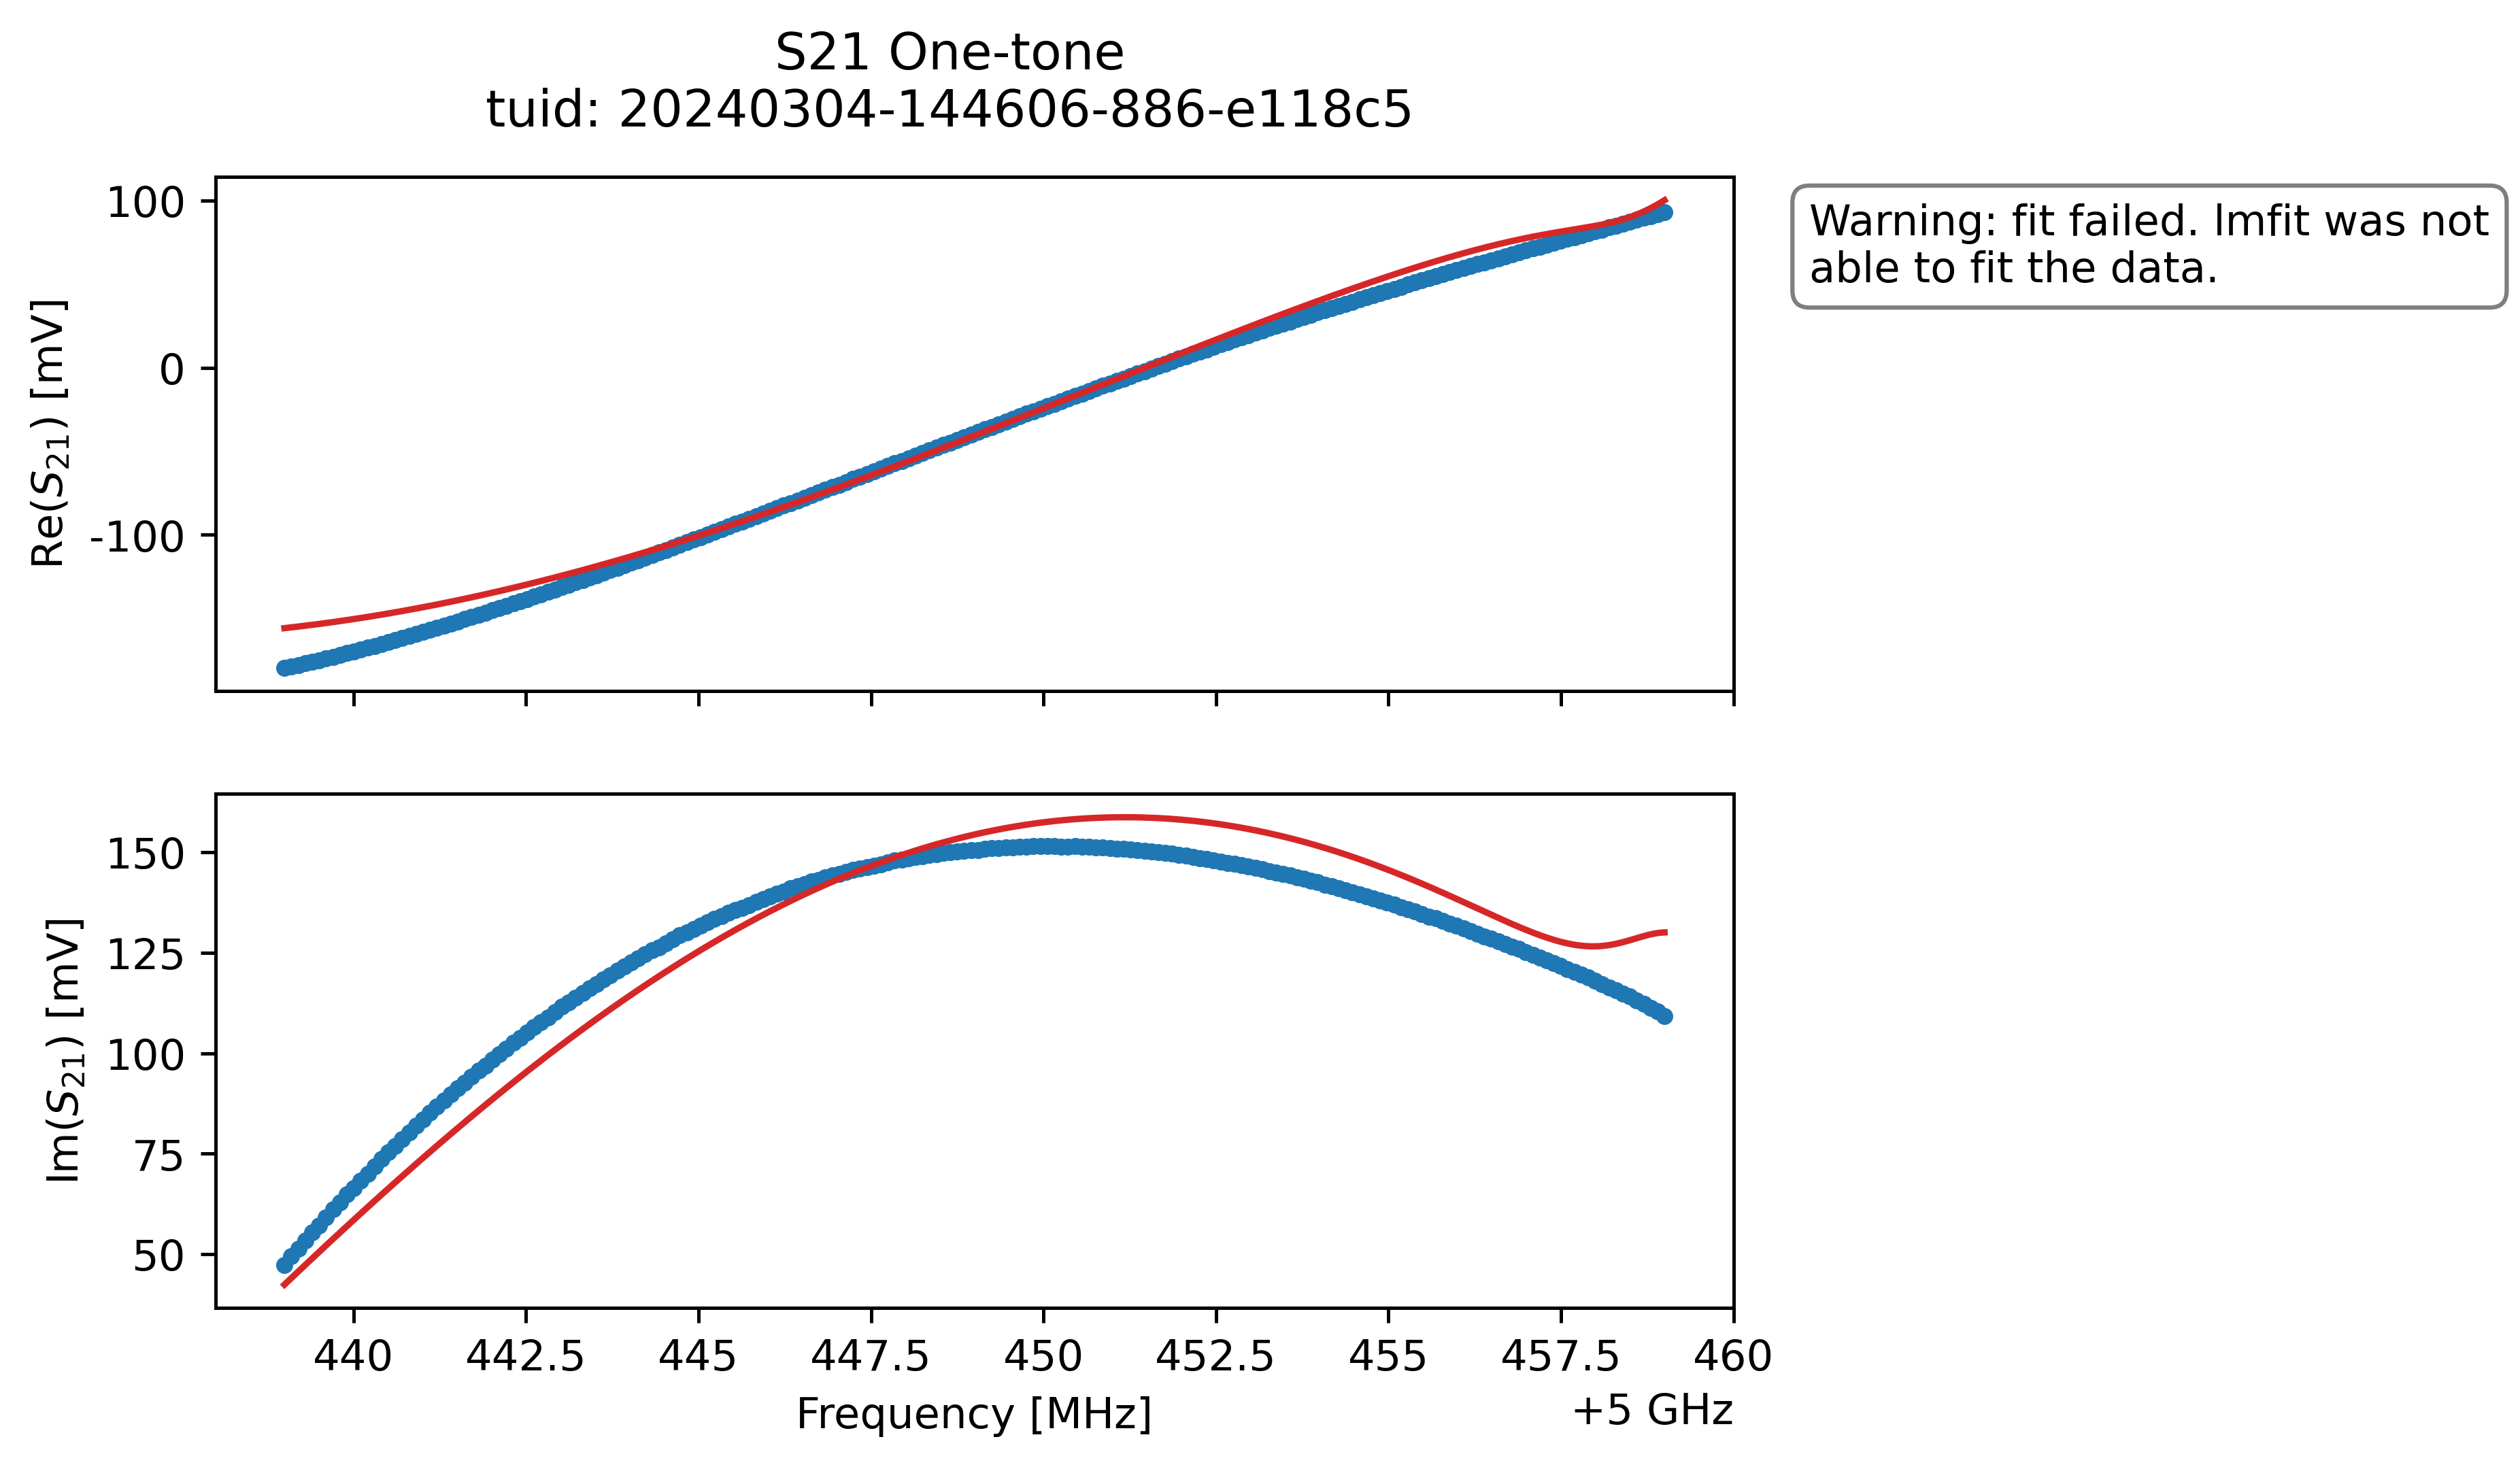 S21 One-tone
tuid: 20240304-144606-886-e118c5
100
0
-100
Re(S₂₁) [mV]
Warning: fit failed. lmfit was not
able to fit the data.
150
125
100
75
50
Im(S₂₁) [mV]
440 442.5 445 447.5 450 452.5 455 457.5 460
Frequency [MHz]
+5 GHz